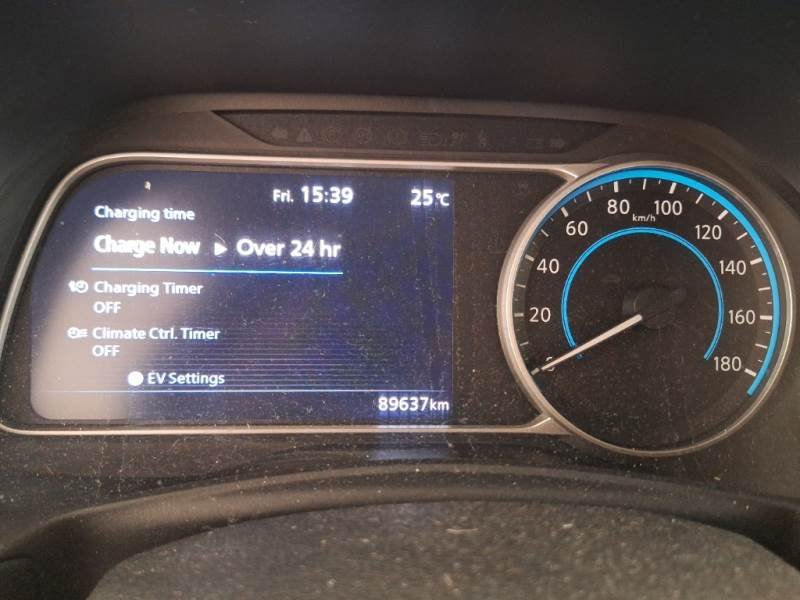 Fri. 15:39 25°C
Charging time
Charge Now ▶ Over 24 hr
Charging Timer
OFF
Climate Ctrl. Timer
OFF
EV Settings
89637km
0
20
40
60
80
100
120
140
160
180
km/h